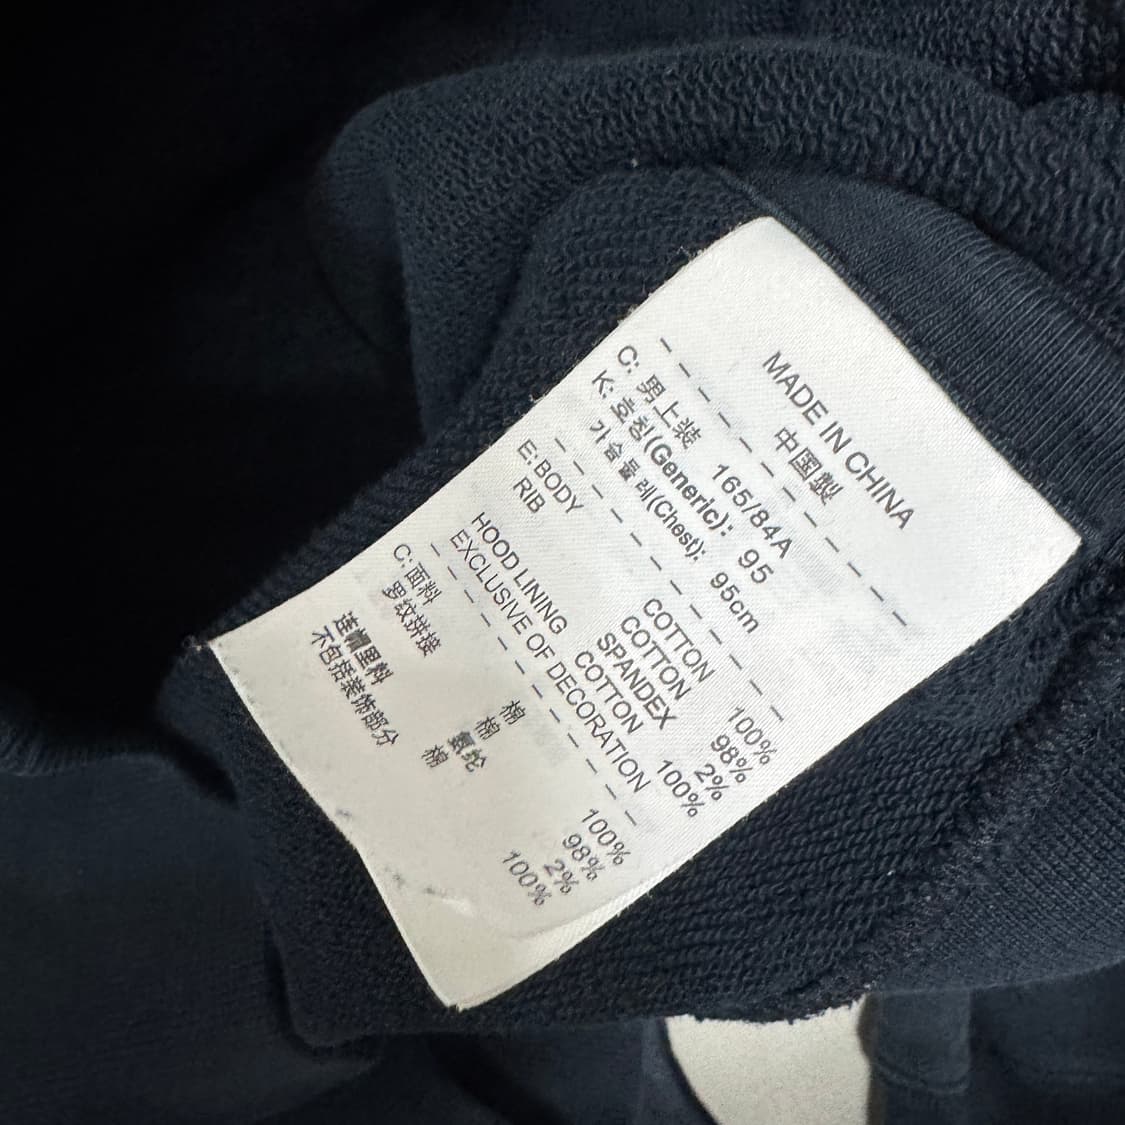 MADE IN CHINA
中国製
C: 男上装 165/84A
K: 호칭(Generic): 95
가슴둘레(Chest): 95cm
E: BODY COTTON 100%
RIB COTTON 98%
SPANDEX 2%
HOOD LINING COTTON 100%
EXCLUSIVE OF DECORATION
C: 面料 棉 100%
罗纹拼接 棉 98%
氨纶 2%
连帽里料 棉 100%
不包括装饰部分